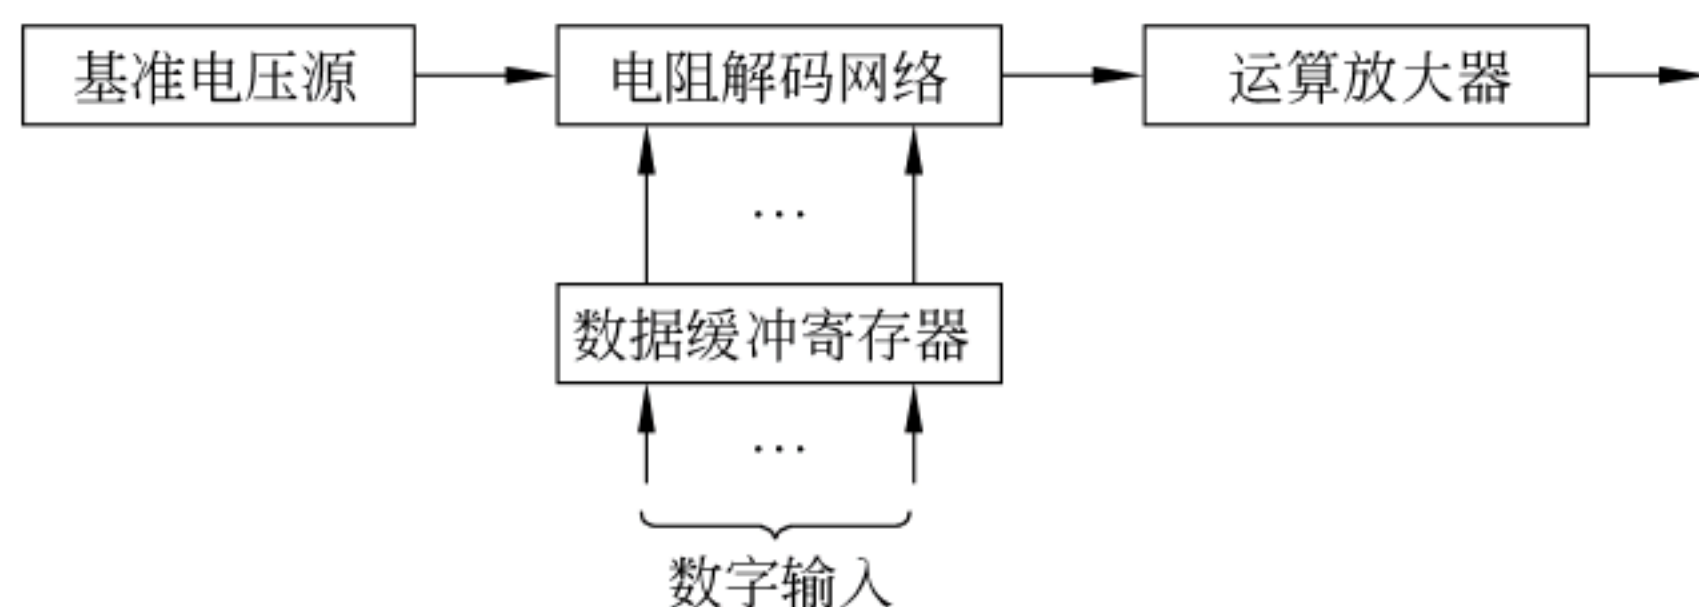 基准电压源
电阻解码网络
运算放大器
…
数据缓冲寄存器
…
数字输入